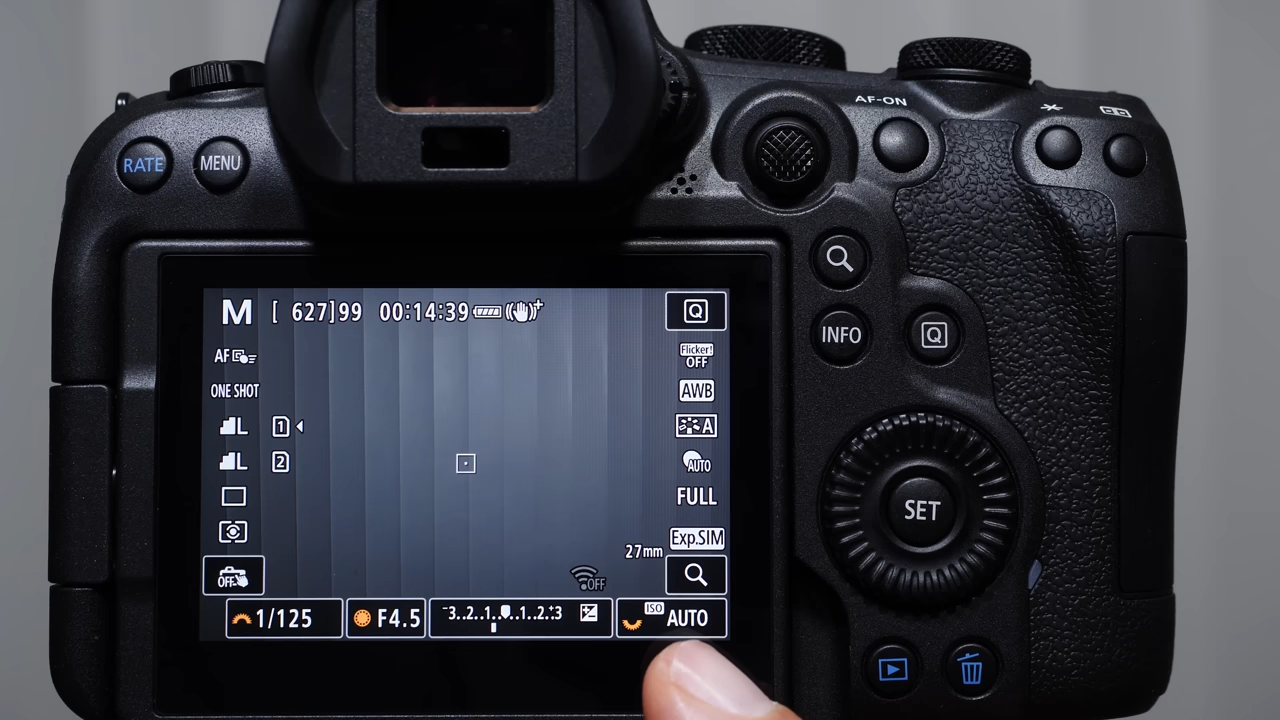 AF-ON
RATE MENU
M [ 627]99 00:14:39
Q
AF
Flicker!
OFF
ONE SHOT
AWB
L 1
A
L 2
AUTO
FULL
Exp.SIM
27mm
OFF
OFF
1/125 F4.5 -3..2..1..0..1..2..+3 ISO AUTO
INFO Q
SET